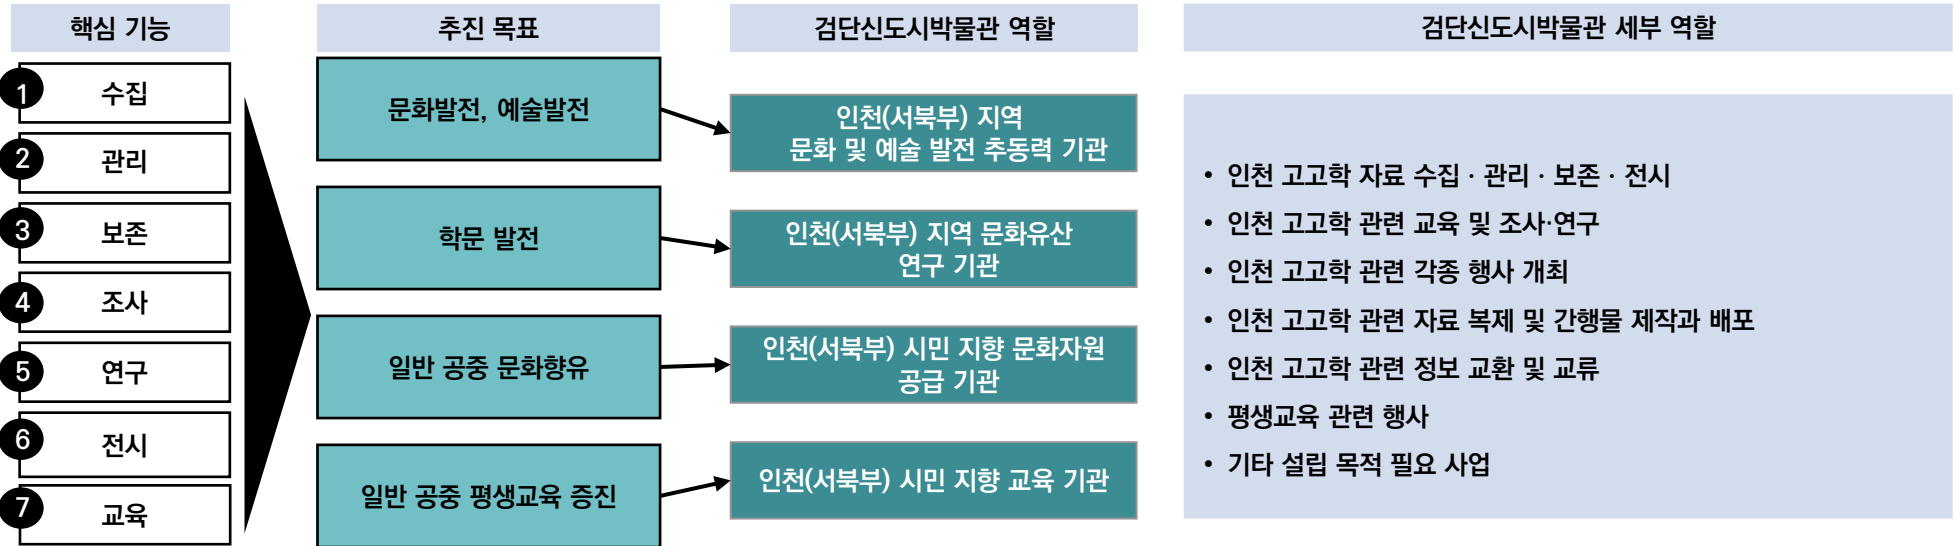 핵심 기능
1 수집
2 관리
3 보존
4 조사
5 연구
6 전시
7 교육
추진 목표
문화발전, 예술발전
학문 발전
일반 공중 문화향유
일반 공중 평생교육 증진
검단신도시박물관 역할
인천(서북부) 지역
문화 및 예술 발전 추동력 기관
인천(서북부) 지역 문화유산
연구 기관
인천(서북부) 시민 지향 문화자원
공급 기관
인천(서북부) 시민 지향 교육 기관
검단신도시박물관 세부 역할
• 인천 고고학 자료 수집 · 관리 · 보존 · 전시
• 인천 고고학 관련 교육 및 조사·연구
• 인천 고고학 관련 각종 행사 개최
• 인천 고고학 관련 자료 복제 및 간행물 제작과 배포
• 인천 고고학 관련 정보 교환 및 교류
• 평생교육 관련 행사
• 기타 설립 목적 필요 사업